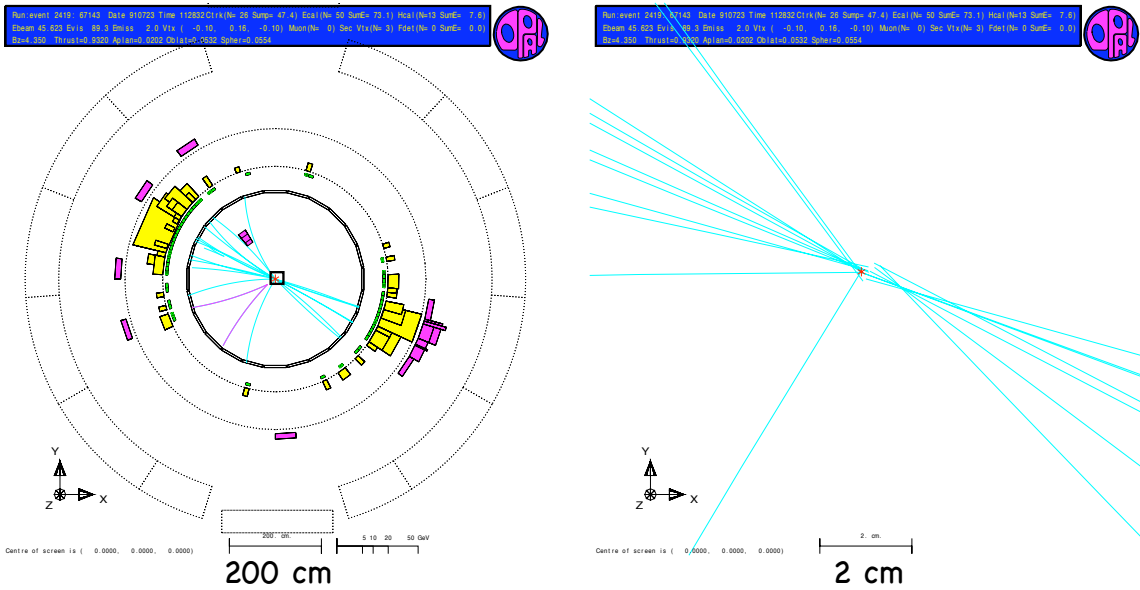 Run:event 2419: 67143 Date 910723 Time 112832 Ctrk(N= 26 Sump= 47.4) Ecal(N= 50 SumE= 73.1) Hcal(N=13 SumE= 7.6)
Ebeam 45.623 Evis 89.3 Emiss 2.0 Vtx ( -0.10, 0.16, -0.10) Muon(N= 0) Sec Vtx(N= 3) Fdet(N= 0 SumE= 0.0)
Bz=4.350 Thrust=0.9320 Aplan=0.0202 Oblat=0.0532 Spher=0.0554
OPAL
Y
X
Z
Centre of screen is ( 0.0000, 0.0000, 0.0000)
200. cm.
5 10 20 50 GeV
200 cm
Run:event 2419: 67143 Date 910723 Time 112832 Ctrk(N= 26 Sump= 47.4) Ecal(N= 50 SumE= 73.1) Hcal(N=13 SumE= 7.6)
Ebeam 45.623 Evis 89.3 Emiss 2.0 Vtx ( -0.10, 0.16, -0.10) Muon(N= 0) Sec Vtx(N= 3) Fdet(N= 0 SumE= 0.0)
Bz=4.350 Thrust=0.9320 Aplan=0.0202 Oblat=0.0532 Spher=0.0554
OPAL
Y
X
Z
Centre of screen is ( 0.0000, 0.0000, 0.0000)
2. cm.
2 cm